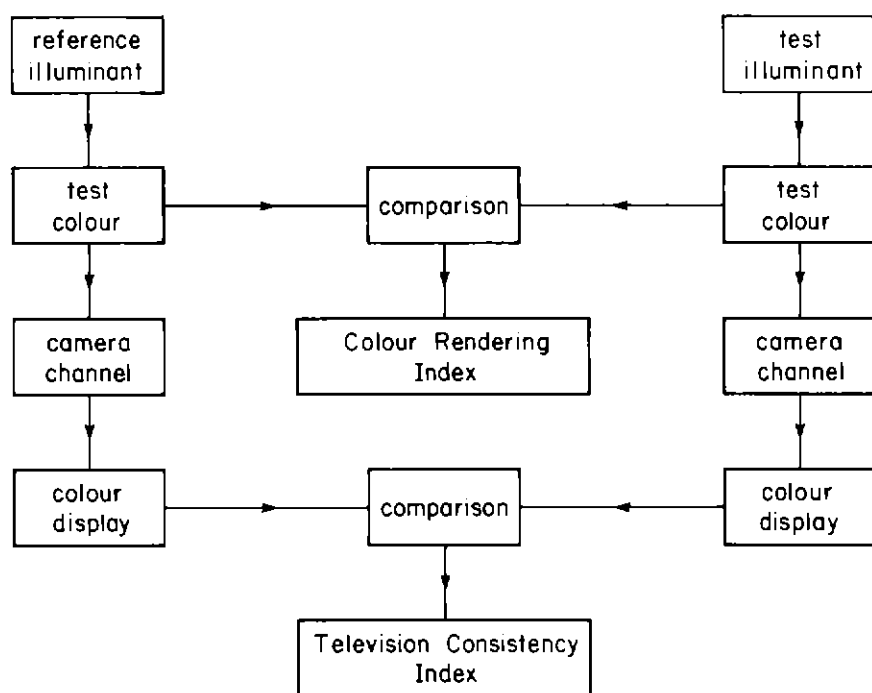 reference
illuminant
test
illuminant
test
colour
comparison
test
colour
camera
channel
Colour Rendering
Index
camera
channel
colour
display
comparison
colour
display
Television Consistency
Index